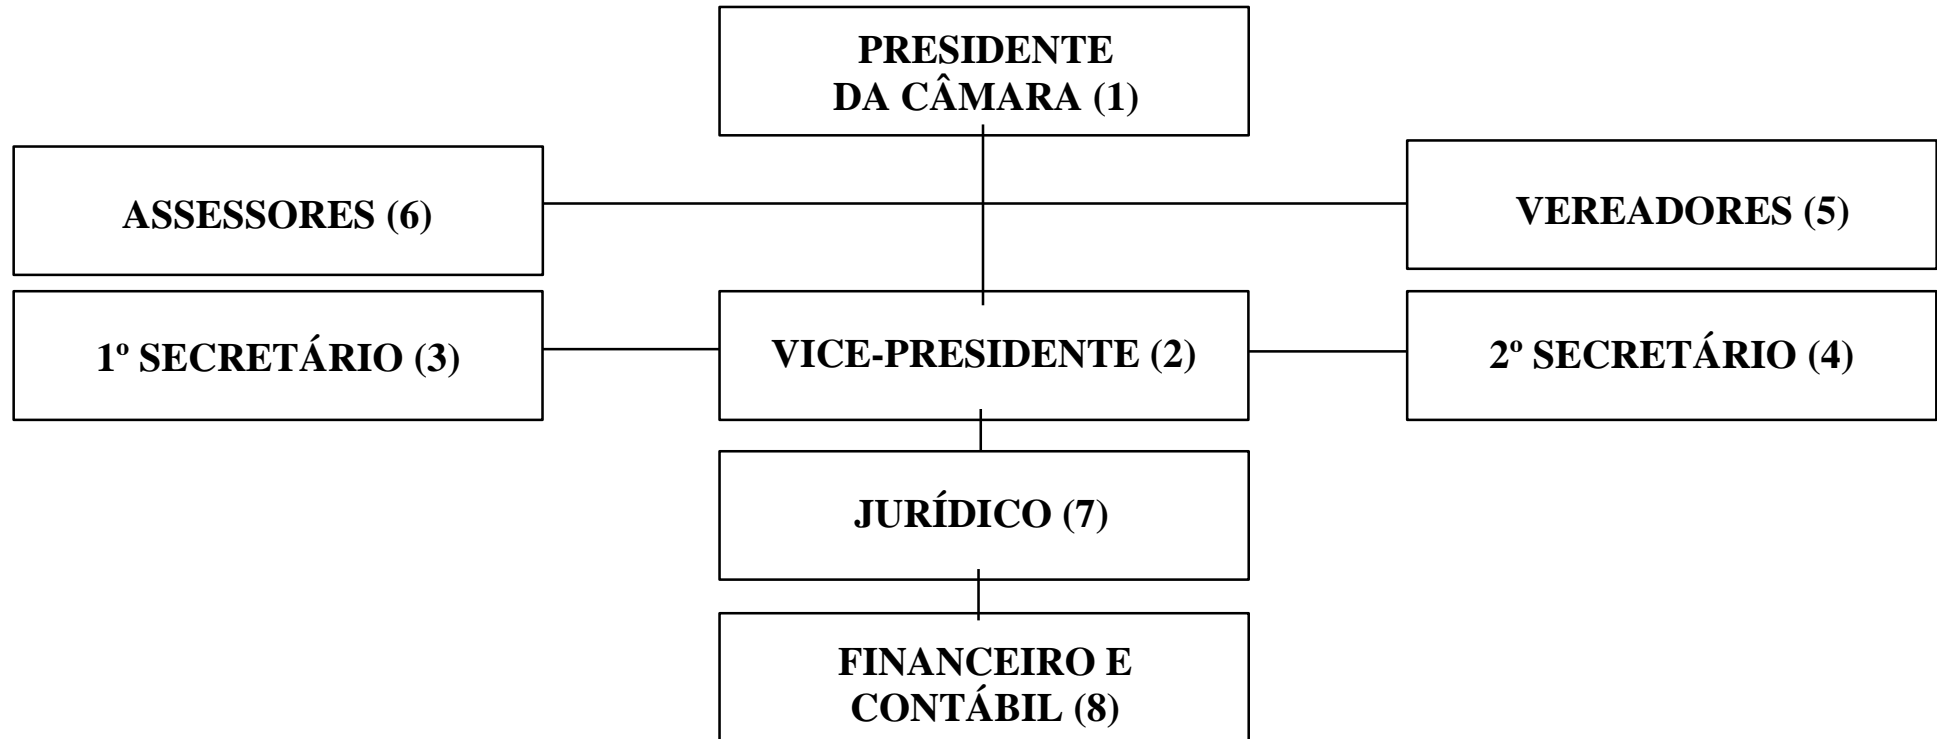 PRESIDENTE
DA CÂMARA (1)
ASSESSORES (6)
VEREADORES (5)
1º SECRETÁRIO (3)
VICE-PRESIDENTE (2)
2º SECRETÁRIO (4)
JURÍDICO (7)
FINANCEIRO E
CONTÁBIL (8)